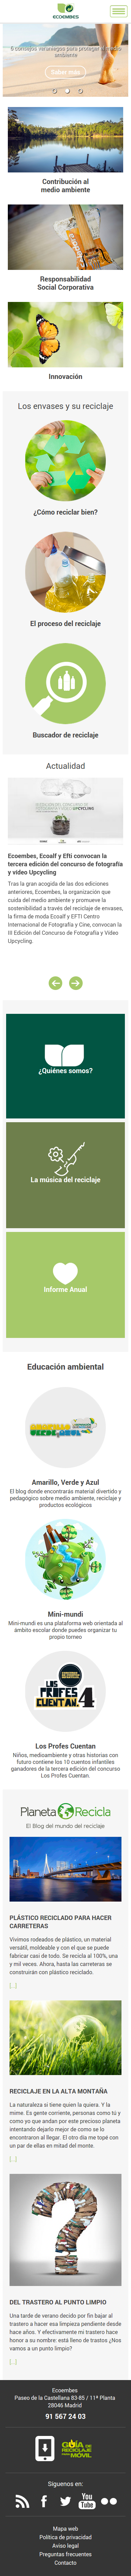 ECOEMBES
6 consejos veraniegos para proteger el medio
ambiente
Saber más
Contribución al
medio ambiente
Responsabilidad
Social Corporativa
Innovación
Los envases y su reciclaje
¿Cómo reciclar bien?
El proceso del reciclaje
Buscador de reciclaje
Actualidad
UPCYCLING
Ecoembes, Ecoalf y Efti convocan la
tercera edición del concurso de fotografía
y vídeo Upcycling
Tras la gran acogida de las dos ediciones
anteriores, Ecoembes, la organización que
cuida del medio ambiente y promueve la
sostenibilidad a través del reciclaje de envases,
la firma de moda Ecoalf y EFTI Centro
Internacional de Fotografía y Cine, convocan la
III Edición del Concurso de Fotografía y Vídeo
Upcycling.
¿Quiénes somos?
La música del reciclaje
Informe Anual
Educación ambiental
Amarillo, Verde y Azul
El blog donde encontrarás material divertido y
pedagógico sobre medio ambiente, reciclaje y
productos ecológicos
Mini-mundi
Mini-mundi es una plataforma web orientada al
ámbito escolar donde puedes organizar tu
propio torneo
LOS PROFES CUENTAN 4
Los Profes Cuentan
Niños, medioambiente y otras historias con
futuro contiene los 10 cuentos infantiles
ganadores de la tercera edición del concurso
Los Profes Cuentan.
Planeta Recicla
El Blog del mundo del reciclaje
PLÁSTICO RECICLADO PARA HACER
CARRETERAS
Vivimos rodeados de plástico, un material
versátil, moldeable y con el que se puede
fabricar casi de todo. Se recicla al 100%, una
y mil veces. Ahora, hasta las carreteras se
construirán con plástico reciclado.
[...]
RECICLAJE EN LA ALTA MONTAÑA
La naturaleza sí tiene quien la quiera. Y la
mime. Es gente corriente, personas como tú y
como yo que andan por este reciclado planeta
intentando dejarlo mejor de como se lo
encontraron al llegar. El otro día me topé con
un par de ellas en mitad del monte.
[...]
DEL TRASTERO AL PUNTO LIMPIO
Una tarde de verano decido por fin bajar al
trastero a hacer esa limpieza pendiente desde
hace años. Y efectivamente mi trastero hace
honor a su nombre: está lleno de trastos ¿Nos
vamos a un punto limpio?
[...]
Ecoembes
Paseo de la Castellana 83-85 / 11ª Planta
28046 Madrid
91 567 24 03
GUÍA DE
RECICLAJE
PARA MÓVIL
Síguenos en:
You
Tube
Mapa web
Política de privacidad
Aviso legal
Preguntas frecuentes
Contacto